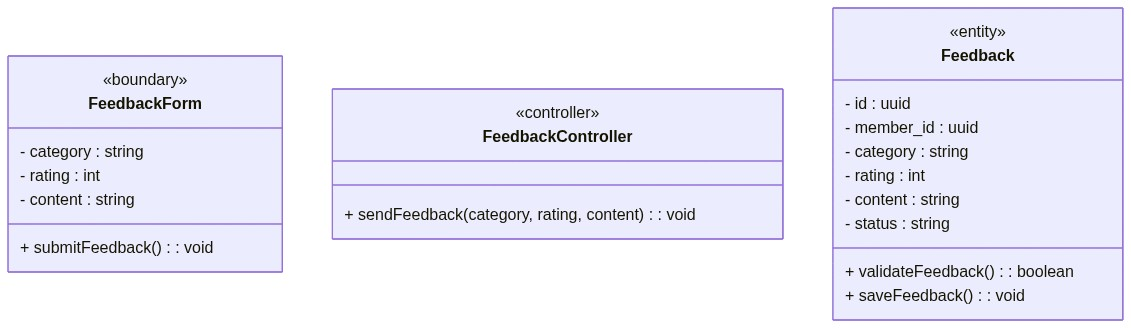 «boundary»
FeedbackForm
- category : string
- rating : int
- content : string
+ submitFeedback() : : void
«controller»
FeedbackController
+ sendFeedback(category, rating, content) : : void
«entity»
Feedback
- id : uuid
- member_id : uuid
- category : string
- rating : int
- content : string
- status : string
+ validateFeedback() : : boolean
+ saveFeedback() : : void